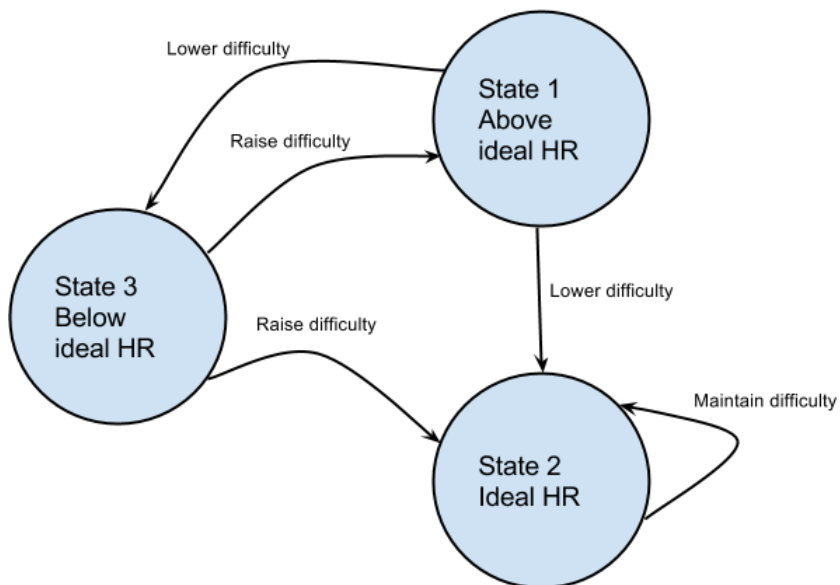 Lower difficulty
State 1
Above
ideal HR
Raise difficulty
State 3
Below
ideal HR
Lower difficulty
Raise difficulty
Maintain difficulty
State 2
Ideal HR